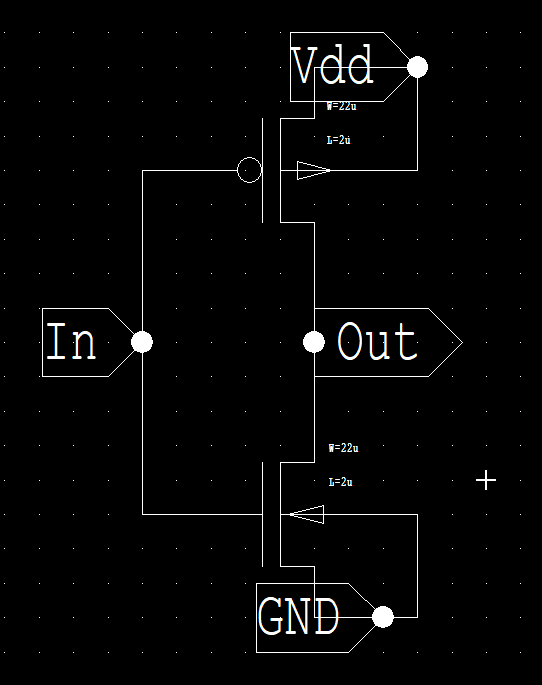 Vdd
W=22u
L=2u
In
Out
W=22u
L=2u
GND